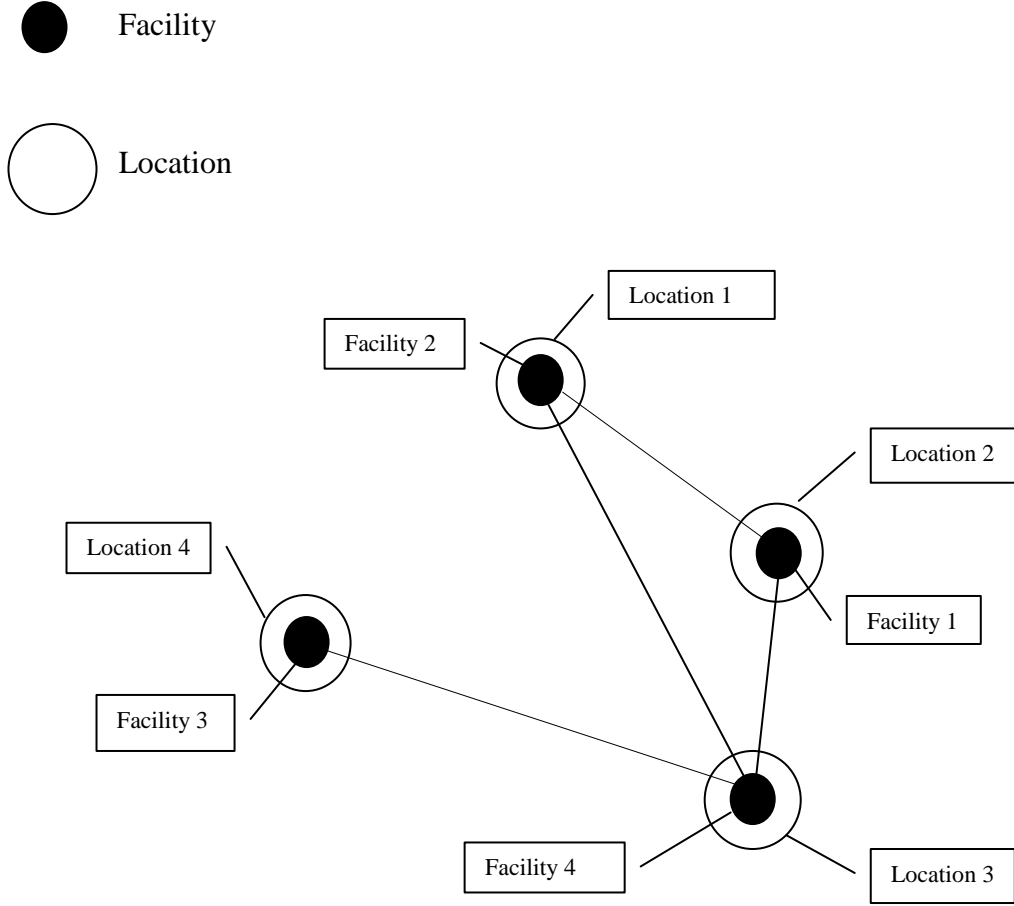 Facility
Location
Location 1
Facility 2
Location 2
Location 4
Facility 1
Facility 3
Facility 4
Location 3